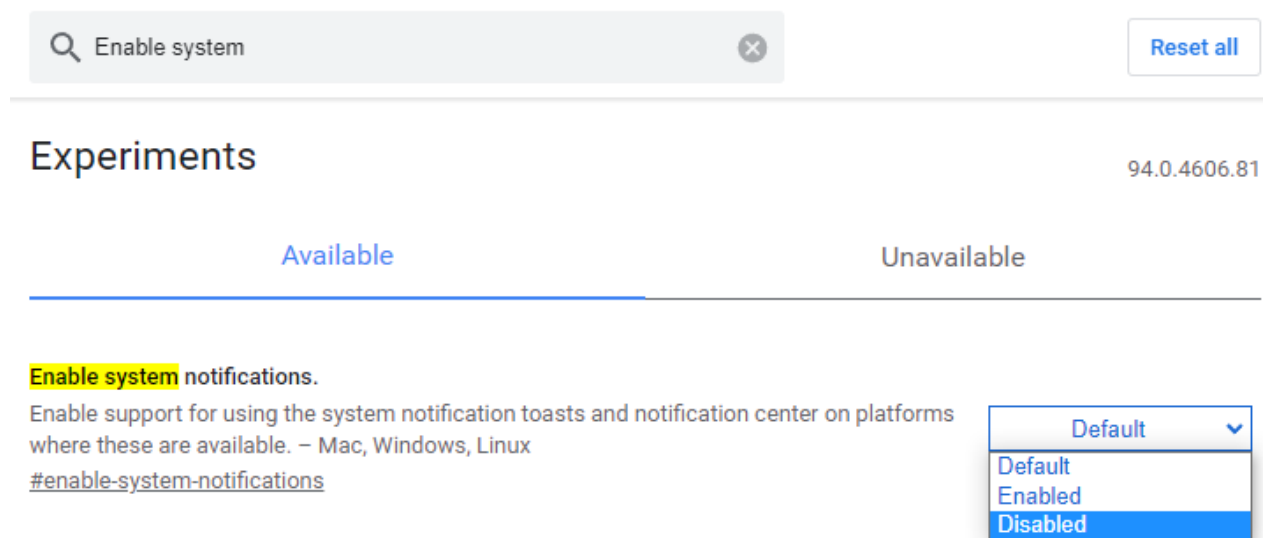 Enable system
Reset all
Experiments
94.0.4606.81
Available
Unavailable
Enable system notifications.
Enable support for using the system notification toasts and notification center on platforms
where these are available. – Mac, Windows, Linux
#enable-system-notifications
Default
Default
Enabled
Disabled